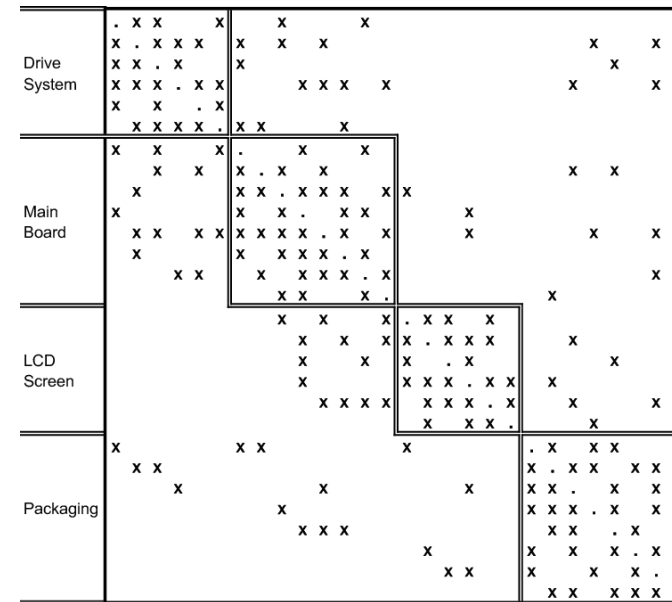 . x x x x x
x . x x x x x x x x
Drive x x . x x x
System x x x . x x x x x x x x
x x . x
x x x x . x x x
x x x . x x
x x x . x x x x x
x x x . x x x x x
Main x x x . x x x
Board x x x x x x x x . x x x x x
x x x x x . x
x x x x x x . x
x x x . x
x x x . x x x
x x x x . x x x x
LCD x x x . x x
Screen x x x x . x x x
x x x x x x x . x x x
x x x . x
x x x x . x x x
x x x . x x x x
x x x x x . x x
Packaging x x x x . x x
x x x x x . x
x x x x . x
x x x x x .
x x x x x